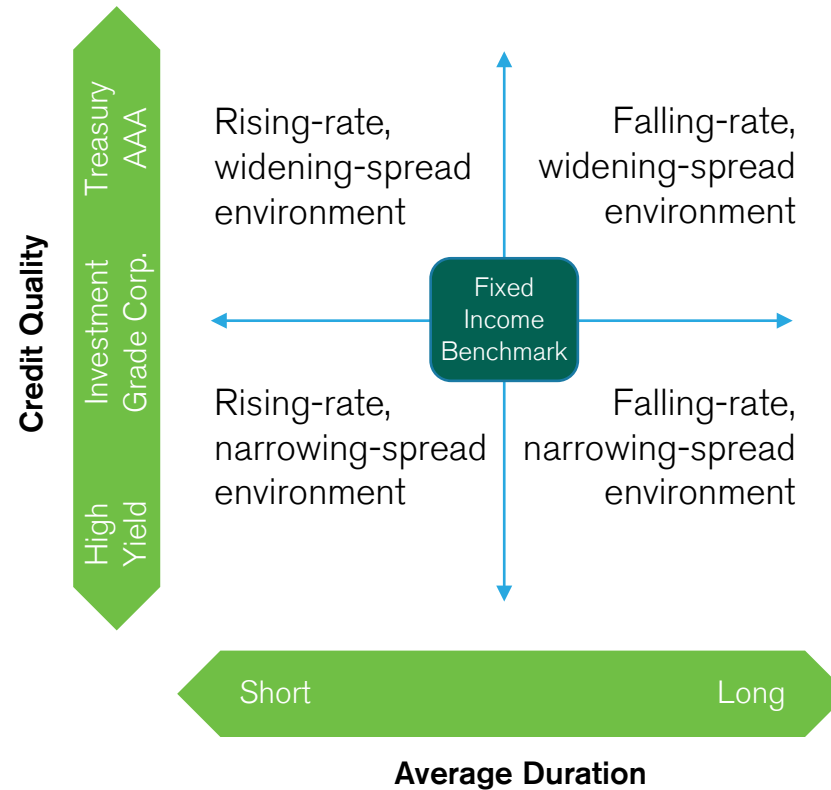 Credit Quality
Treasury
AAA
Investment
Grade Corp.
High
Yield
Rising-rate,
widening-spread
environment
Falling-rate,
widening-spread
environment
Fixed
Income
Benchmark
Rising-rate,
narrowing-spread
environment
Falling-rate,
narrowing-spread
environment
Short
Long
Average Duration